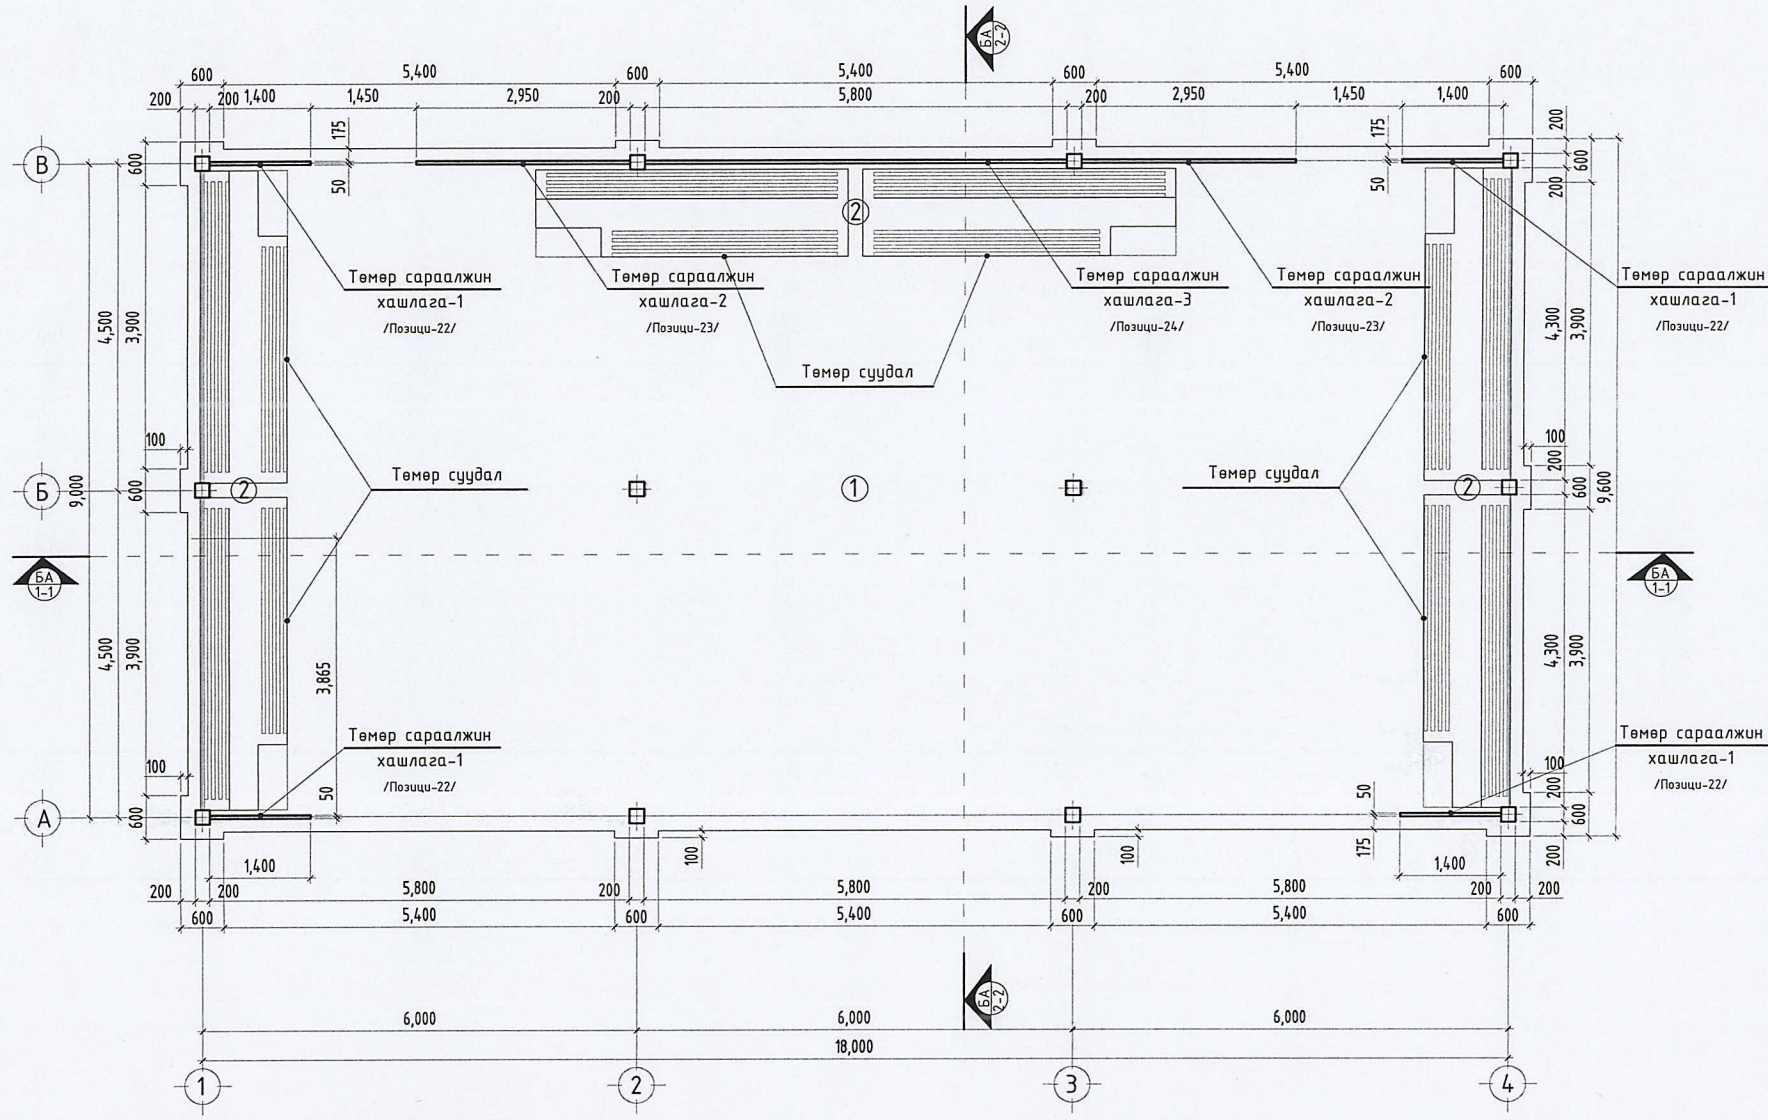 БА
2-2
600
5,400
600
5,400
600
5,400
600
200
200
1,400
1,450
2,950
200
5,800
200
2,950
1,450
1,400
200
175
175
В
600
50
50
600
200
2
Төмөр сараалжин
хашлага-1
/Позици-22/
Төмөр сараалжин
хашлага-2
/Позици-23/
Төмөр сараалжин
хашлага-3
/Позици-24/
Төмөр сараалжин
хашлага-2
/Позици-23/
Төмөр сараалжин
хашлага-1
/Позици-22/
4,500
3,900
4,300
3,900
Төмөр суудал
100
100
200
Төмөр суудал
Төмөр суудал
Б
9,000
600
2
1
2
600
9,600
БА
1-1
БА
1-1
4,500
3,900
3,865
4,300
3,900
Төмөр сараалжин
хашлага-1
/Позици-22/
Төмөр сараалжин
хашлага-1
/Позици-22/
100
50
50
100
200
А
600
600
100
100
175
200
1,400
1,400
200
200
5,800
200
5,800
200
5,800
200
200
600
5,400
600
5,400
600
5,400
600
БА
2-2
6,000
6,000
6,000
18,000
1
2
3
4